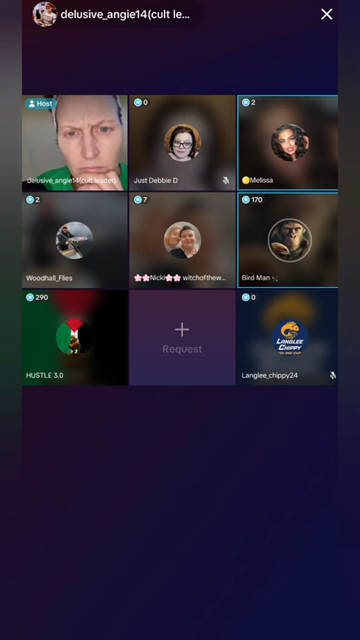 delusive_angie14(cult le...
Host
0
2
delusive_angie14(cult leader)
Just Debbie D
Melissa
2
7
170
Woodhall_Flies
Nicki witchofthew...
Bird Man
290
0
LANGLEE
CHIPPY
HUSTLE 3.0
Request
Langlee_chippy24